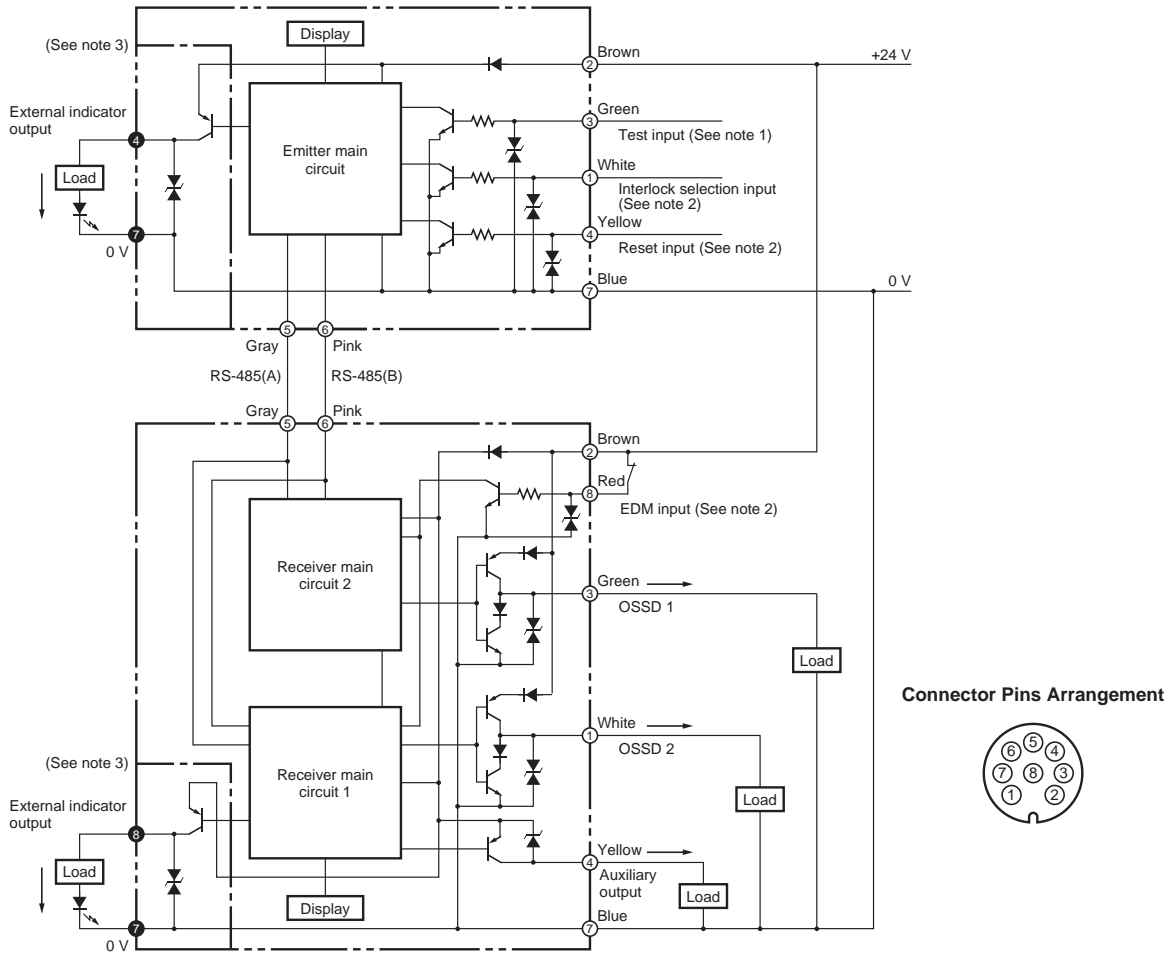 Display
(See note 3)
Brown
2
+24 V
External indicator
output
Green
3
Test input (See note 1)
4
Emitter main
circuit
White
1
Interlock selection input
(See note 2)
Load
Yellow
4
Reset input (See note 2)
7
0 V
Blue
7
0 V
5
6
Gray
Pink
RS-485(A)
RS-485(B)
Gray
Pink
5
6
Brown
2
Red
8
EDM input (See note 2)
Receiver main
circuit 2
Green
3
OSSD 1
Load
Connector Pins Arrangement
5
6
4
7
8
3
1
2
White
1
OSSD 2
(See note 3)
Receiver main
circuit 1
External indicator
output
8
Load
Load
Yellow
4
Auxiliary
output
Load
Display
7
0 V
Blue
7